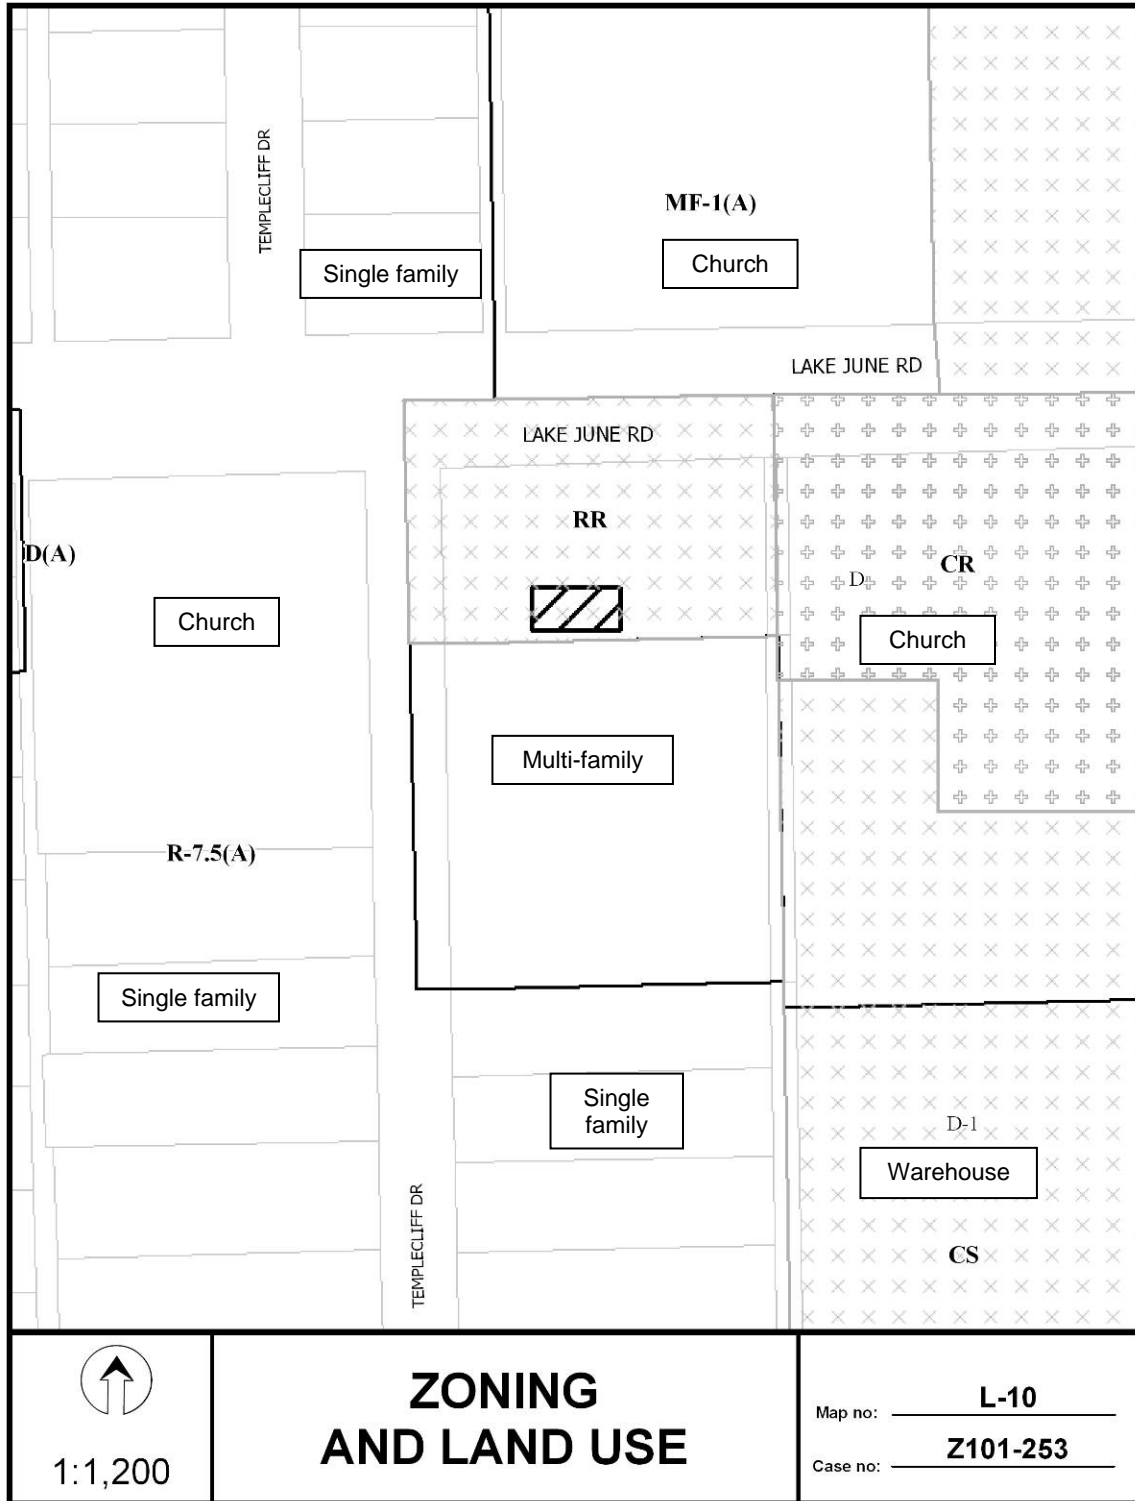 TEMPLECLIFF DR
MF-1(A)
Single family
Church
LAKE JUNE RD
LAKE JUNE RD
RR
D(A)
CR
D
Church
Church
Multi-family
R-7.5(A)
Single family
Single
family
D-1
Warehouse
TEMPLECLIFF DR
CS
1:1,200
ZONING
AND LAND USE
Map no: L-10
Case no: Z101-253